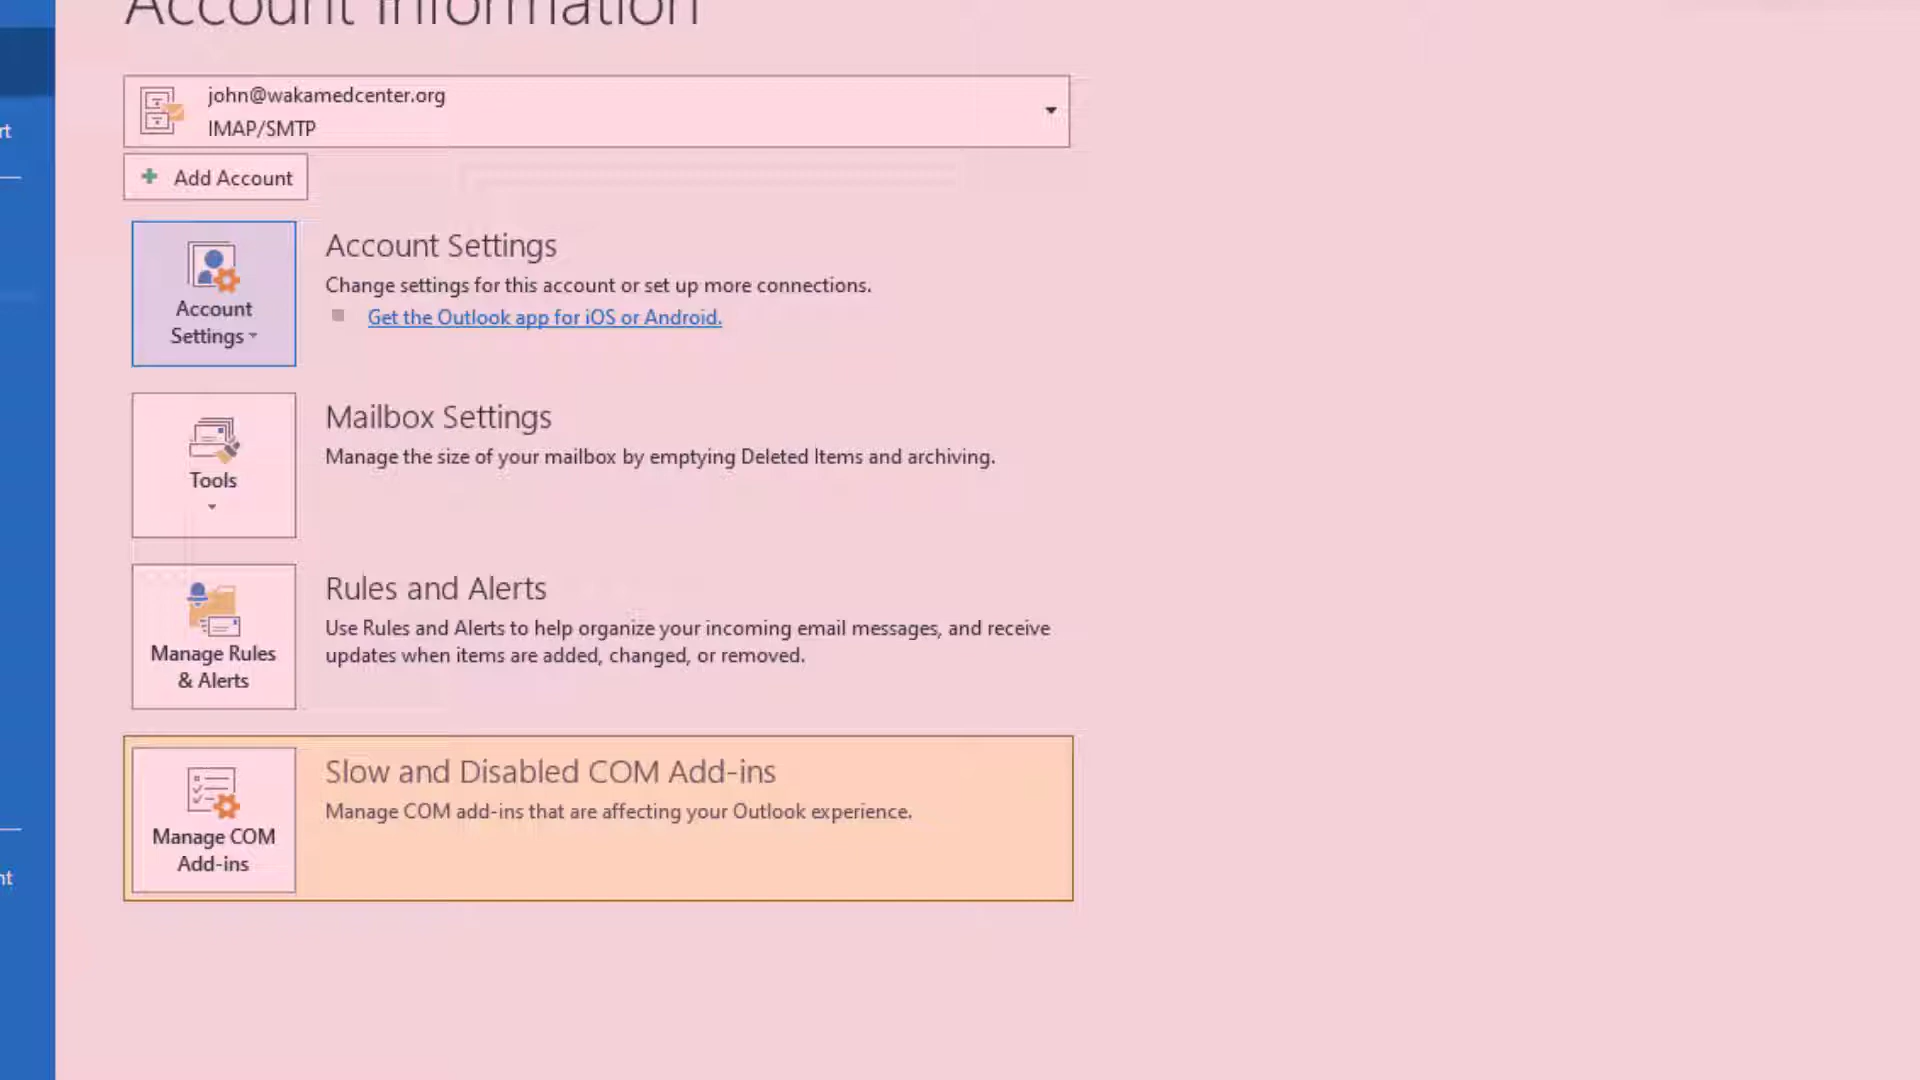 Account Information
john@wakamedcenter.org
IMAP/SMTP
Add Account
Account Settings
Account Settings
Change settings for this account or set up more connections.
Get the Outlook app for iOS or Android.
Tools
Mailbox Settings
Manage the size of your mailbox by emptying Deleted Items and archiving.
Manage Rules & Alerts
Rules and Alerts
Use Rules and Alerts to help organize your incoming email messages, and receive
updates when items are added, changed, or removed.
Manage COM Add-ins
Slow and Disabled COM Add-ins
Manage COM add-ins that are affecting your Outlook experience.